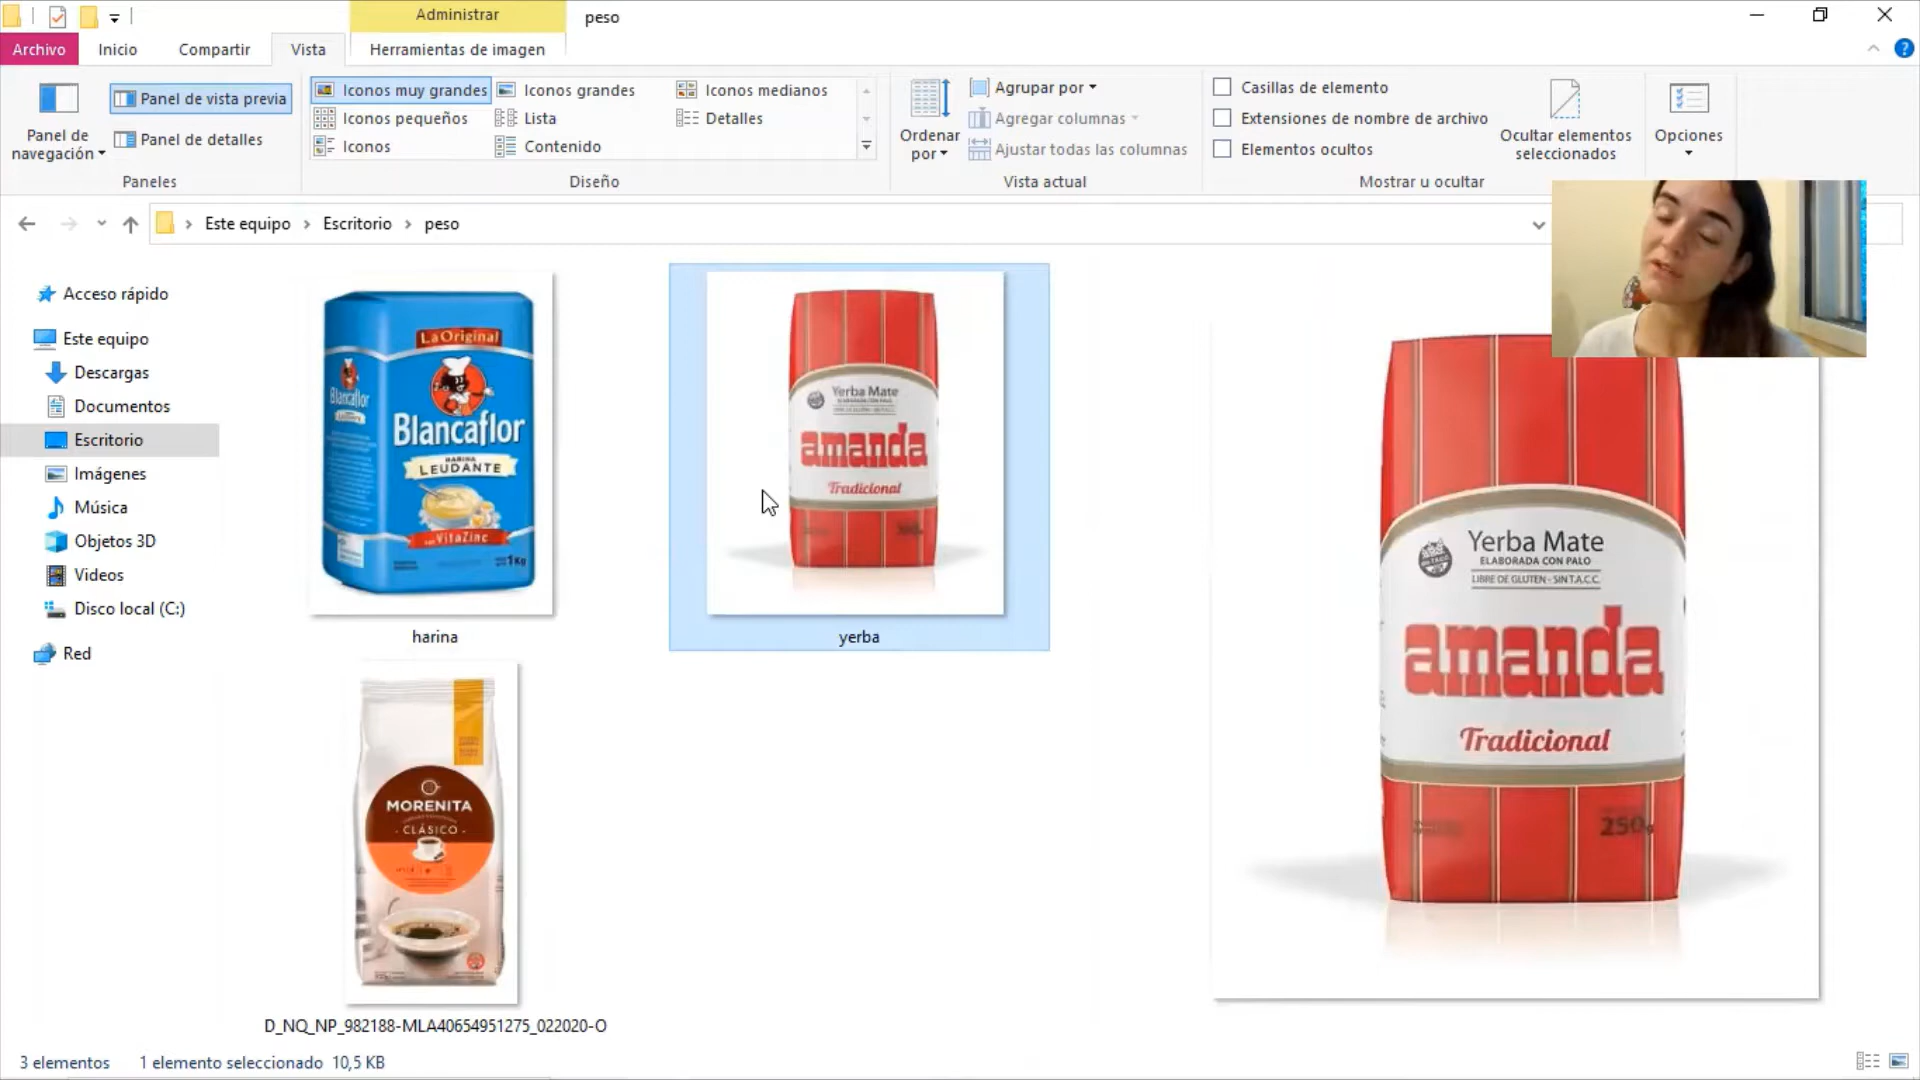 Administrar
peso
Archivo
Inicio
Compartir
Vista
Herramientas de imagen
Panel de navegación
Panel de vista previa
Panel de detalles
Paneles
Iconos muy grandes
Iconos grandes
Iconos medianos
Iconos pequeños
Lista
Detalles
Iconos
Contenido
Diseño
Ordenar por
Agrupar por
Agregar columnas
Ajustar todas las columnas
Vista actual
Casillas de elemento
Extensiones de nombre de archivo
Elementos ocultos
Ocultar elementos seleccionados
Mostrar u ocultar
Opciones
Este equipo
Escritorio
peso
Acceso rápido
Este equipo
Descargas
Documentos
Escritorio
Imágenes
Música
Objetos 3D
Videos
Disco local (C:)
Red
La Original
Blancaflor
Blancaflor
HARINA
LEUDANTE
VitaZinc
1Kg
harina
Yerba Mate
ELABORADA CON PALO
amanda
Tradicional
yerba
MORENITA
- CLÁSICO -
D_NQ_NP_982188-MLA40654951275_022020-O
Yerba Mate
ELABORADA CON PALO
LIBRE DE GLUTEN - SIN T.A.C.C.
amanda
Tradicional
250g
3 elementos
1 elemento seleccionado 10,5 KB